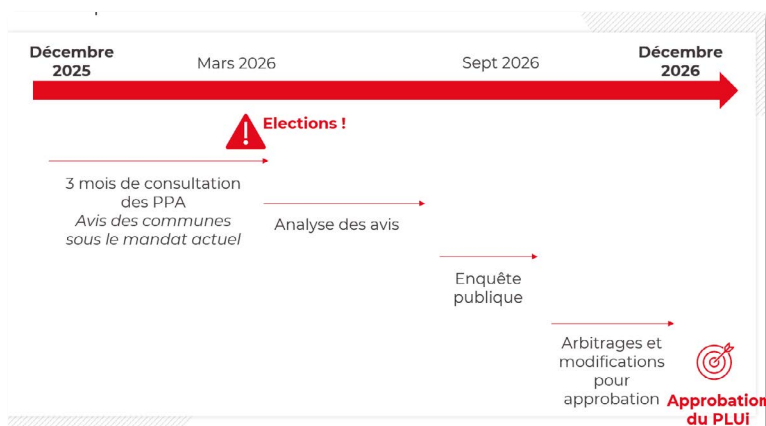 Décembre
2025
Mars 2026
Sept 2026
Décembre
2026
Elections !
3 mois de consultation
des PPA
Avis des communes
sous le mandat actuel
Analyse des avis
Enquête
publique
Arbitrages et
modifications
pour
approbation
Approbation
du PLUi